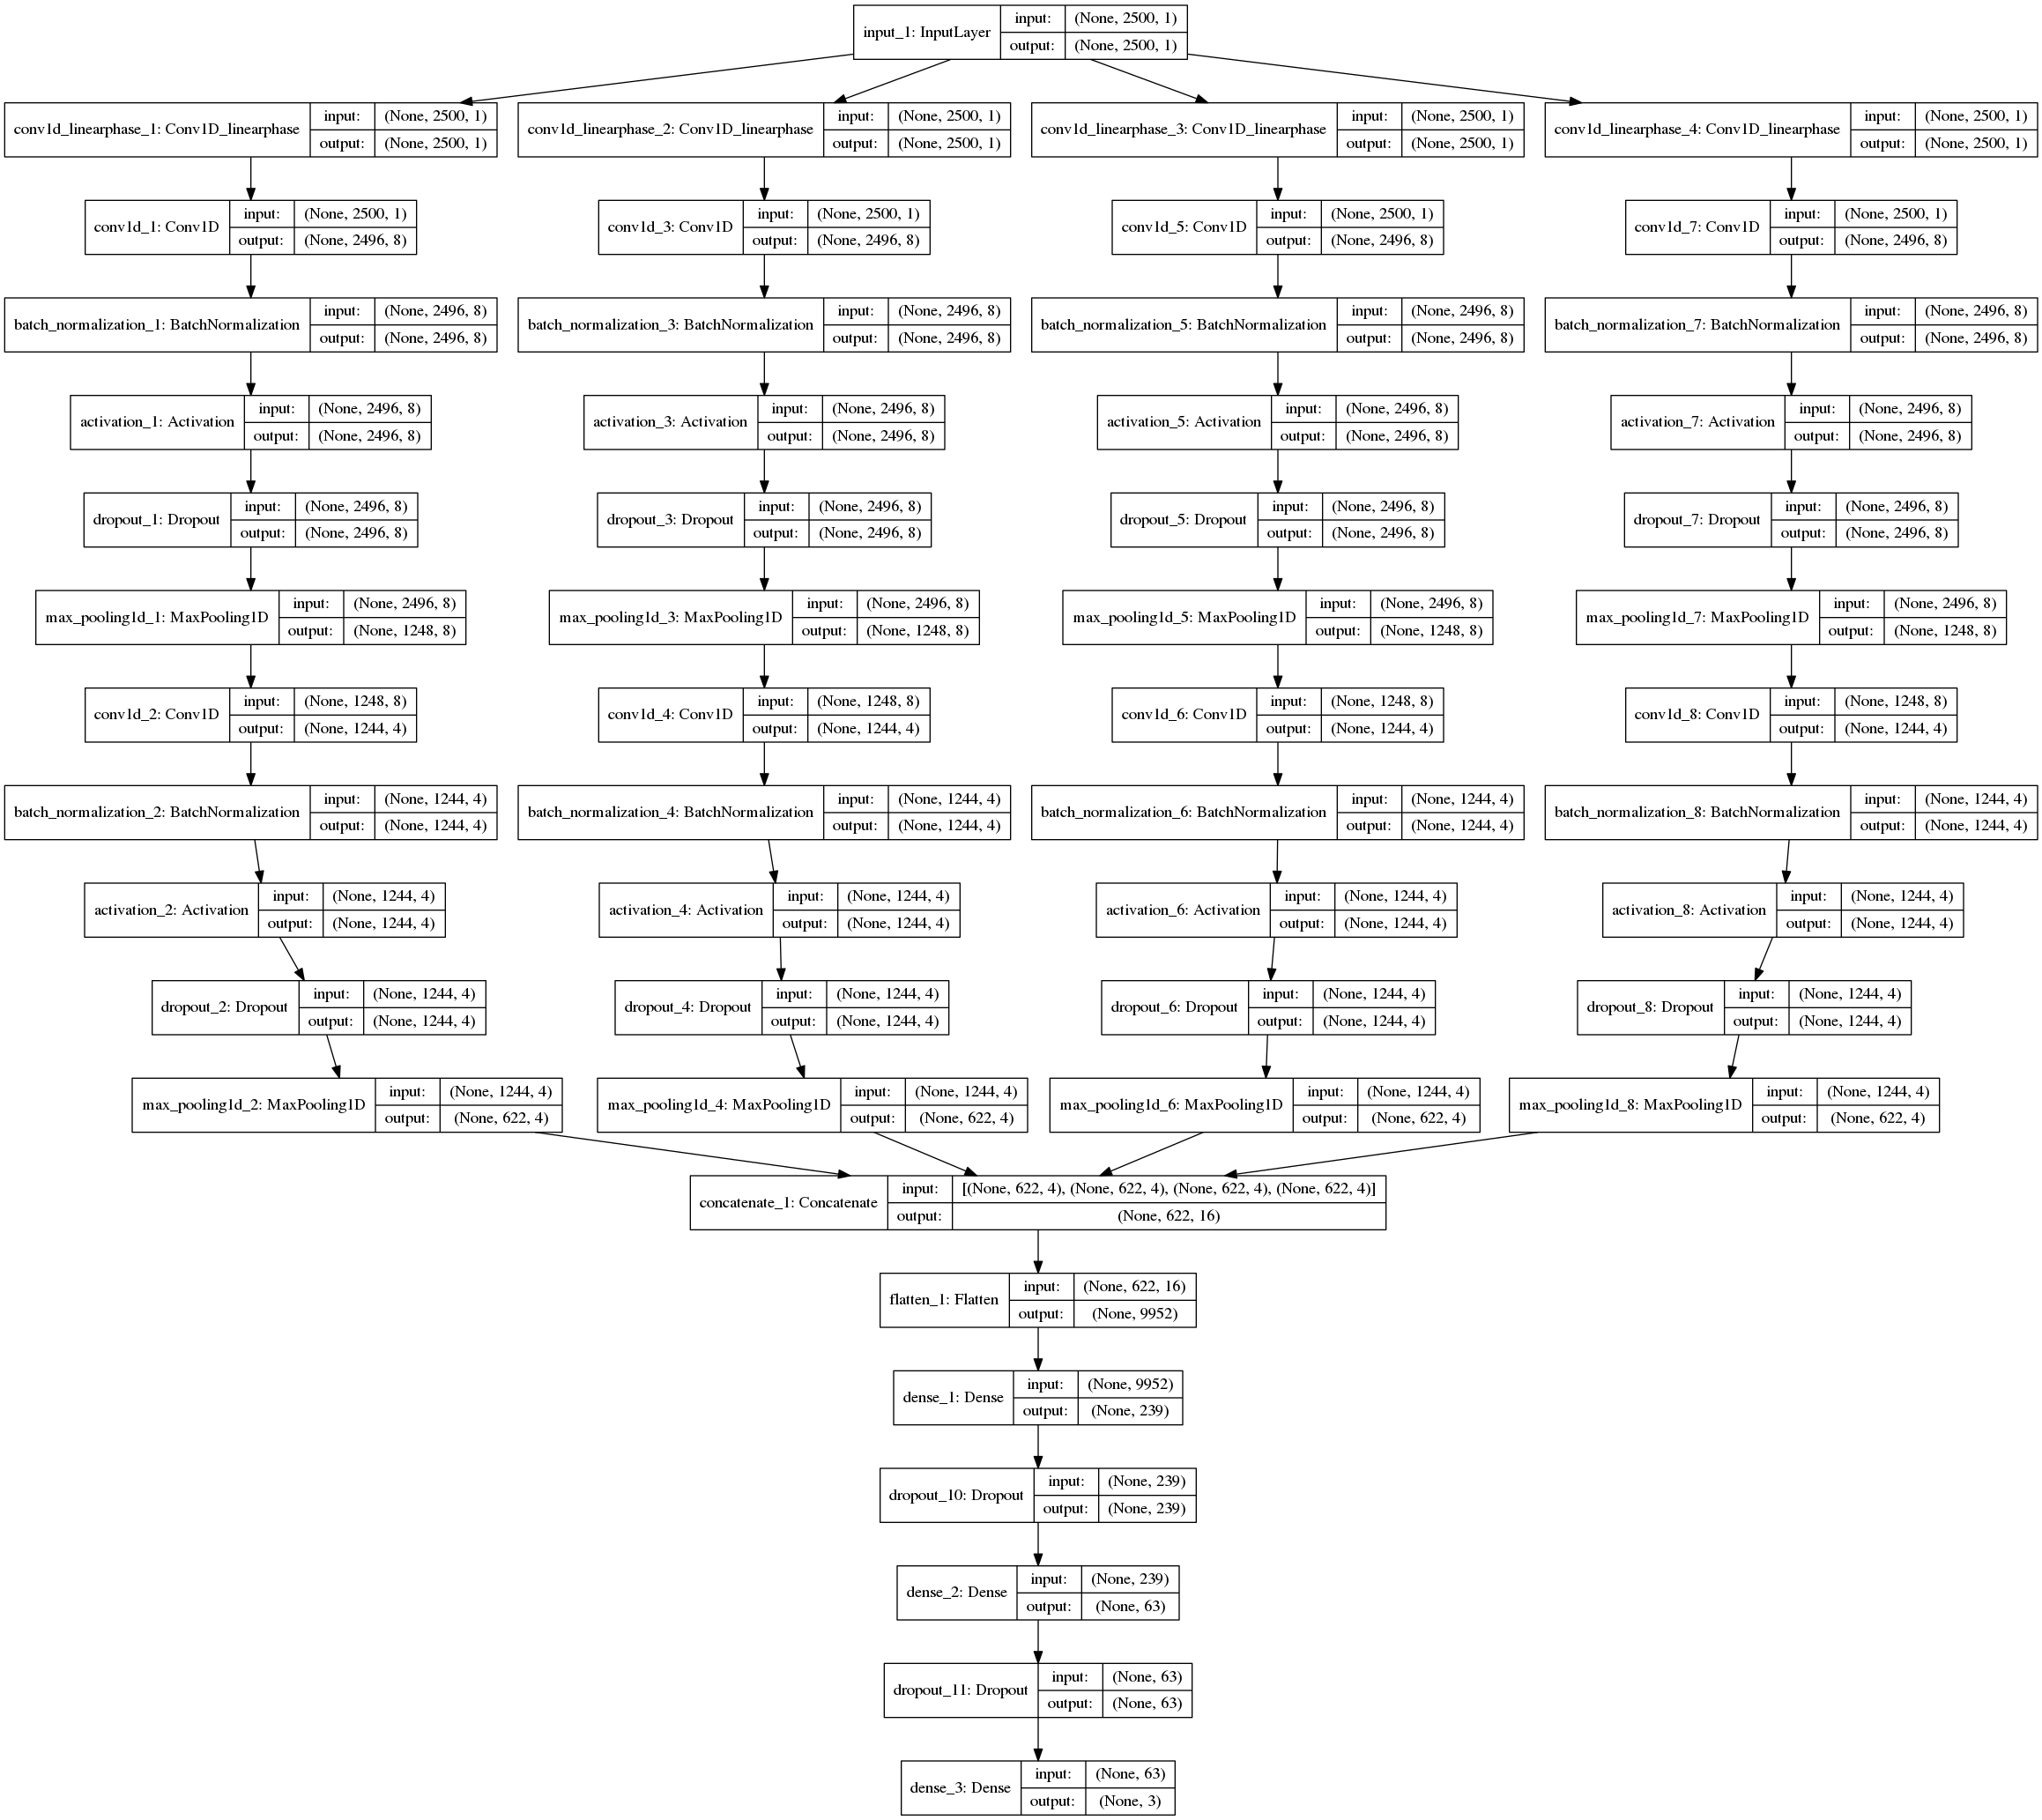 input_1: InputLayer
input: (None, 2500, 1)
output: (None, 2500, 1)
conv1d_linearphase_1: Conv1D_linearphase
input: (None, 2500, 1)
output: (None, 2500, 1)
conv1d_linearphase_2: Conv1D_linearphase
input: (None, 2500, 1)
output: (None, 2500, 1)
conv1d_linearphase_3: Conv1D_linearphase
input: (None, 2500, 1)
output: (None, 2500, 1)
conv1d_linearphase_4: Conv1D_linearphase
input: (None, 2500, 1)
output: (None, 2500, 1)
conv1d_1: Conv1D
input: (None, 2500, 1)
output: (None, 2496, 8)
conv1d_3: Conv1D
input: (None, 2500, 1)
output: (None, 2496, 8)
conv1d_5: Conv1D
input: (None, 2500, 1)
output: (None, 2496, 8)
conv1d_7: Conv1D
input: (None, 2500, 1)
output: (None, 2496, 8)
batch_normalization_1: BatchNormalization
input: (None, 2496, 8)
output: (None, 2496, 8)
batch_normalization_3: BatchNormalization
input: (None, 2496, 8)
output: (None, 2496, 8)
batch_normalization_5: BatchNormalization
input: (None, 2496, 8)
output: (None, 2496, 8)
batch_normalization_7: BatchNormalization
input: (None, 2496, 8)
output: (None, 2496, 8)
activation_1: Activation
input: (None, 2496, 8)
output: (None, 2496, 8)
activation_3: Activation
input: (None, 2496, 8)
output: (None, 2496, 8)
activation_5: Activation
input: (None, 2496, 8)
output: (None, 2496, 8)
activation_7: Activation
input: (None, 2496, 8)
output: (None, 2496, 8)
dropout_1: Dropout
input: (None, 2496, 8)
output: (None, 2496, 8)
dropout_3: Dropout
input: (None, 2496, 8)
output: (None, 2496, 8)
dropout_5: Dropout
input: (None, 2496, 8)
output: (None, 2496, 8)
dropout_7: Dropout
input: (None, 2496, 8)
output: (None, 2496, 8)
max_pooling1d_1: MaxPooling1D
input: (None, 2496, 8)
output: (None, 1248, 8)
max_pooling1d_3: MaxPooling1D
input: (None, 2496, 8)
output: (None, 1248, 8)
max_pooling1d_5: MaxPooling1D
input: (None, 2496, 8)
output: (None, 1248, 8)
max_pooling1d_7: MaxPooling1D
input: (None, 2496, 8)
output: (None, 1248, 8)
conv1d_2: Conv1D
input: (None, 1248, 8)
output: (None, 1244, 4)
conv1d_4: Conv1D
input: (None, 1248, 8)
output: (None, 1244, 4)
conv1d_6: Conv1D
input: (None, 1248, 8)
output: (None, 1244, 4)
conv1d_8: Conv1D
input: (None, 1248, 8)
output: (None, 1244, 4)
batch_normalization_2: BatchNormalization
input: (None, 1244, 4)
output: (None, 1244, 4)
batch_normalization_4: BatchNormalization
input: (None, 1244, 4)
output: (None, 1244, 4)
batch_normalization_6: BatchNormalization
input: (None, 1244, 4)
output: (None, 1244, 4)
batch_normalization_8: BatchNormalization
input: (None, 1244, 4)
output: (None, 1244, 4)
activation_2: Activation
input: (None, 1244, 4)
output: (None, 1244, 4)
activation_4: Activation
input: (None, 1244, 4)
output: (None, 1244, 4)
activation_6: Activation
input: (None, 1244, 4)
output: (None, 1244, 4)
activation_8: Activation
input: (None, 1244, 4)
output: (None, 1244, 4)
dropout_2: Dropout
input: (None, 1244, 4)
output: (None, 1244, 4)
dropout_4: Dropout
input: (None, 1244, 4)
output: (None, 1244, 4)
dropout_6: Dropout
input: (None, 1244, 4)
output: (None, 1244, 4)
dropout_8: Dropout
input: (None, 1244, 4)
output: (None, 1244, 4)
max_pooling1d_2: MaxPooling1D
input: (None, 1244, 4)
output: (None, 622, 4)
max_pooling1d_4: MaxPooling1D
input: (None, 1244, 4)
output: (None, 622, 4)
max_pooling1d_6: MaxPooling1D
input: (None, 1244, 4)
output: (None, 622, 4)
max_pooling1d_8: MaxPooling1D
input: (None, 1244, 4)
output: (None, 622, 4)
concatenate_1: Concatenate
input: [(None, 622, 4), (None, 622, 4), (None, 622, 4), (None, 622, 4)]
output: (None, 622, 16)
flatten_1: Flatten
input: (None, 622, 16)
output: (None, 9952)
dense_1: Dense
input: (None, 9952)
output: (None, 239)
dropout_10: Dropout
input: (None, 239)
output: (None, 239)
dense_2: Dense
input: (None, 239)
output: (None, 63)
dropout_11: Dropout
input: (None, 63)
output: (None, 63)
dense_3: Dense
input: (None, 63)
output: (None, 3)